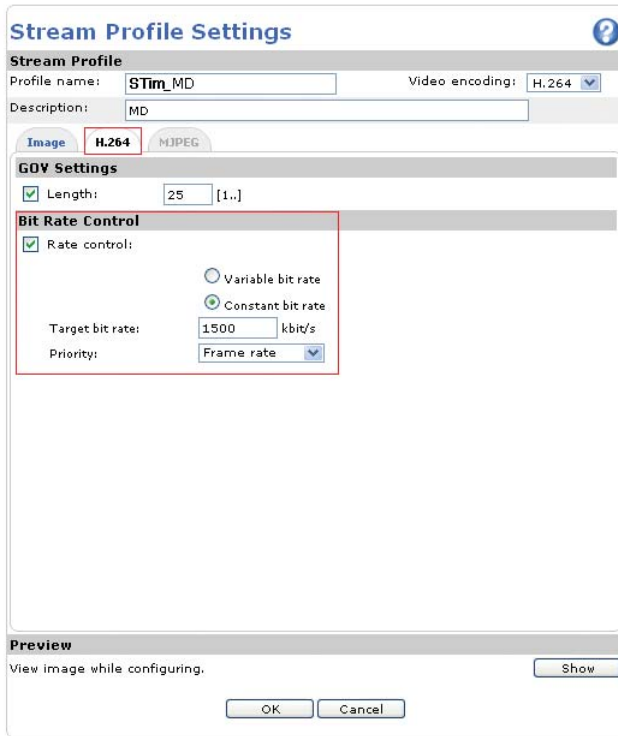 Stream Profile Settings
?
Stream Profile
Profile name: STim_MD Video encoding: H.264
Description: MD
Image H.264 MJPEG
GOV Settings
Length: 25 [1..]
Bit Rate Control
Rate control:
Variable bit rate
Constant bit rate
Target bit rate: 1500 kbit/s
Priority: Frame rate
Preview
View image while configuring. Show
OK Cancel